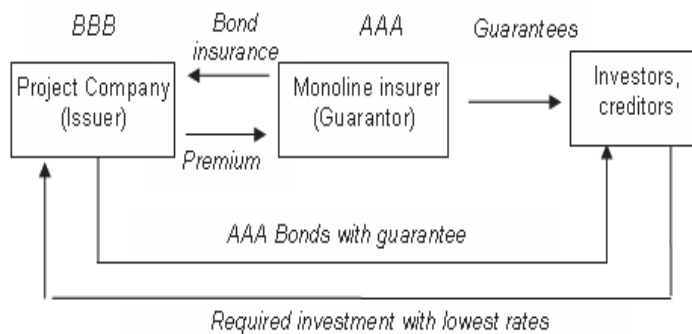 BBB
Bond
insurance
AAA
Guarantees
Project Company
(Issuer)
Monoline insurer
(Guarantor)
Investors,
creditors
Premium
AAA Bonds with guarantee
Required investment with lowest rates